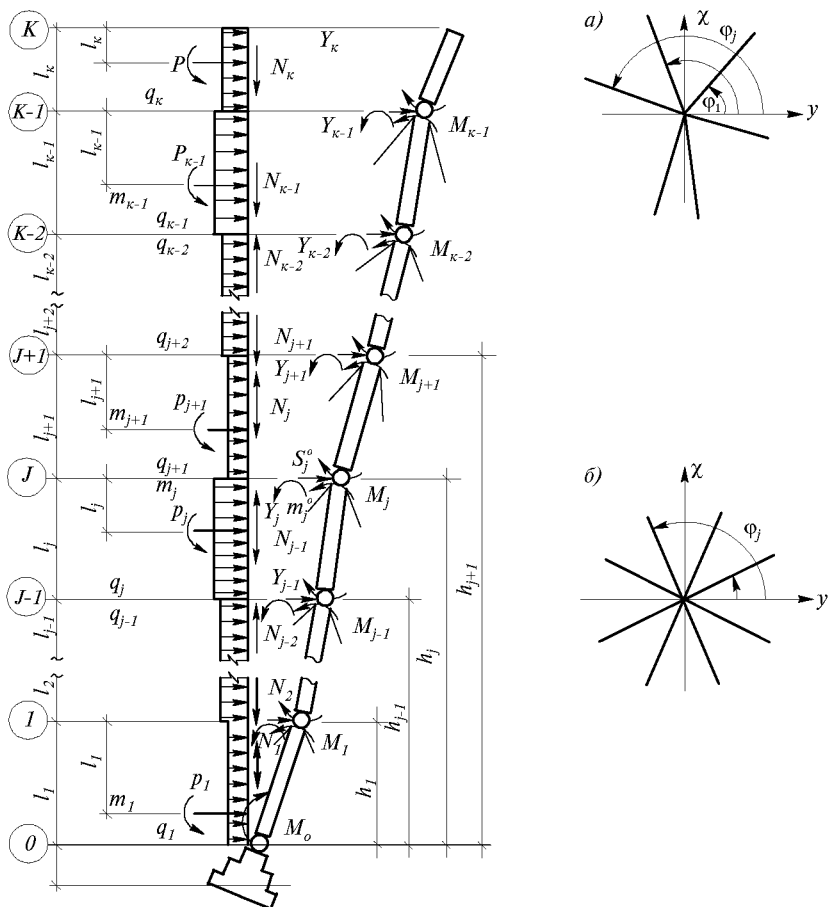 K
l_к
l_к
P
q_к
N_к
Y_к
K-1
l_к-1
l_к-1
P_к-1
m_к-1
q_к-1
N_к-1
Y_к-1
M_к-1
K-2
q_к-2
l_к-2
N_к-2
Y_к-2
M_к-2
l_j+2
q_j+2
N_j+1
J+1
Y_j+1
M_j+1
l_j+1
l_j+1
m_j+1
p_j+1
N_j
q_j+1
J
m_j
S_j^o
M_j
l_j
l_j
p_j
Y_j
m_j^o
N_j-1
q_j
J-1
Y_j-1
q_j-1
l_j-1
N_j-2
M_j-1
h_j+1
h_j
h_j-1
h_1
l_2
N_2
1
N_1
M_1
l_1
l_1
p_1
m_1
q_1
M_o
0
а)
χ
φ_j
φ_1
y
б)
χ
φ_j
y